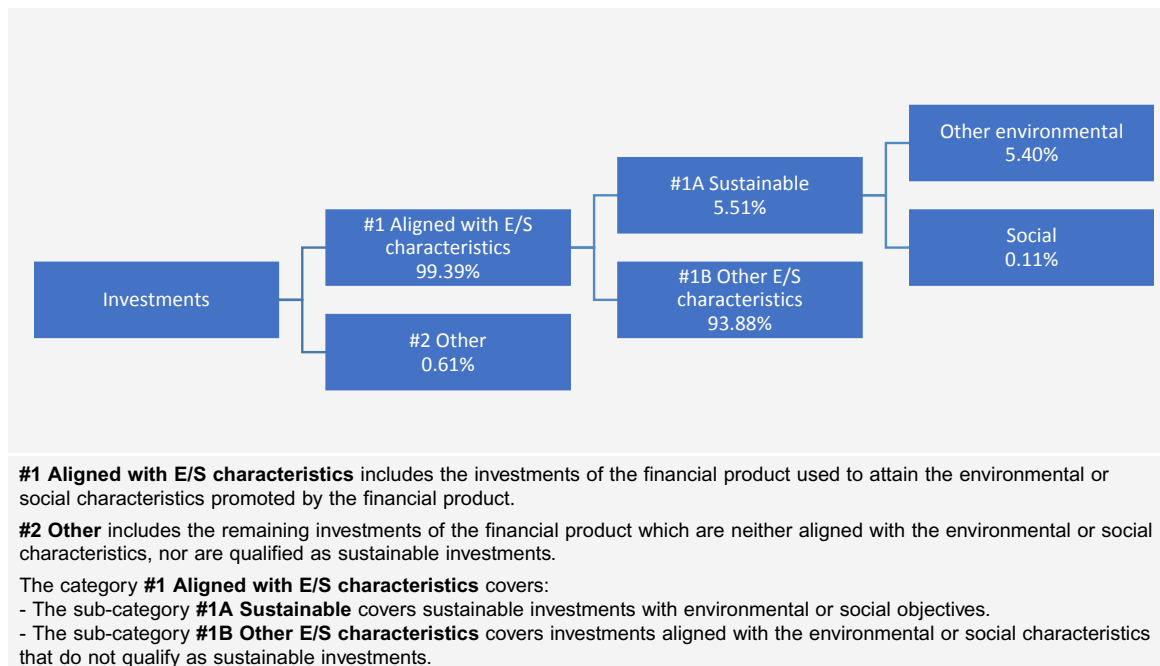 Investments
#1 Aligned with E/S
characteristics
99.39%
#2 Other
0.61%
#1A Sustainable
5.51%
#1B Other E/S
characteristics
93.88%
Other environmental
5.40%
Social
0.11%
#1 Aligned with E/S characteristics includes the investments of the financial product used to attain the environmental or
social characteristics promoted by the financial product.
#2 Other includes the remaining investments of the financial product which are neither aligned with the environmental or social
characteristics, nor are qualified as sustainable investments.
The category #1 Aligned with E/S characteristics covers:
- The sub-category #1A Sustainable covers sustainable investments with environmental or social objectives.
- The sub-category #1B Other E/S characteristics covers investments aligned with the environmental or social characteristics
that do not qualify as sustainable investments.